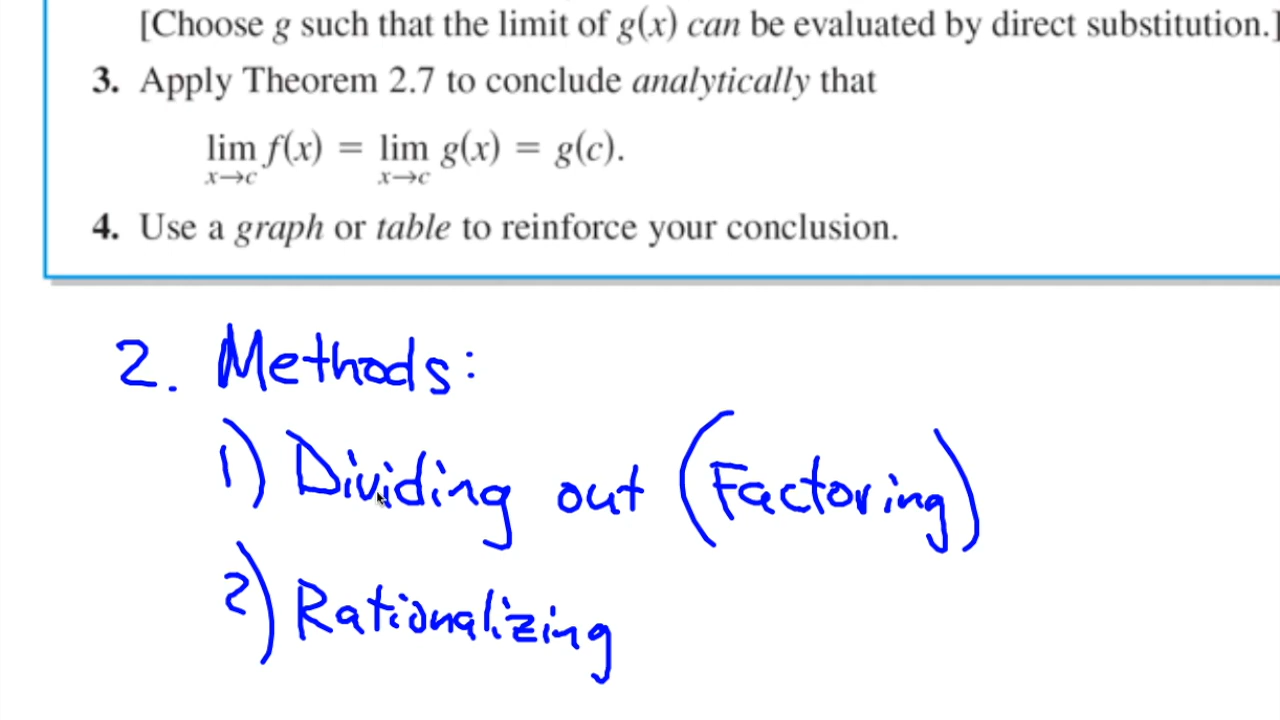 [Choose g such that the limit of g(x) can be evaluated by direct substitution.]
3. Apply Theorem 2.7 to conclude analytically that
lim f(x) = lim g(x) = g(c).
x→c x→c
4. Use a graph or table to reinforce your conclusion.
2. Methods:
1) Dividing out (Factoring)
2) Rationalizing